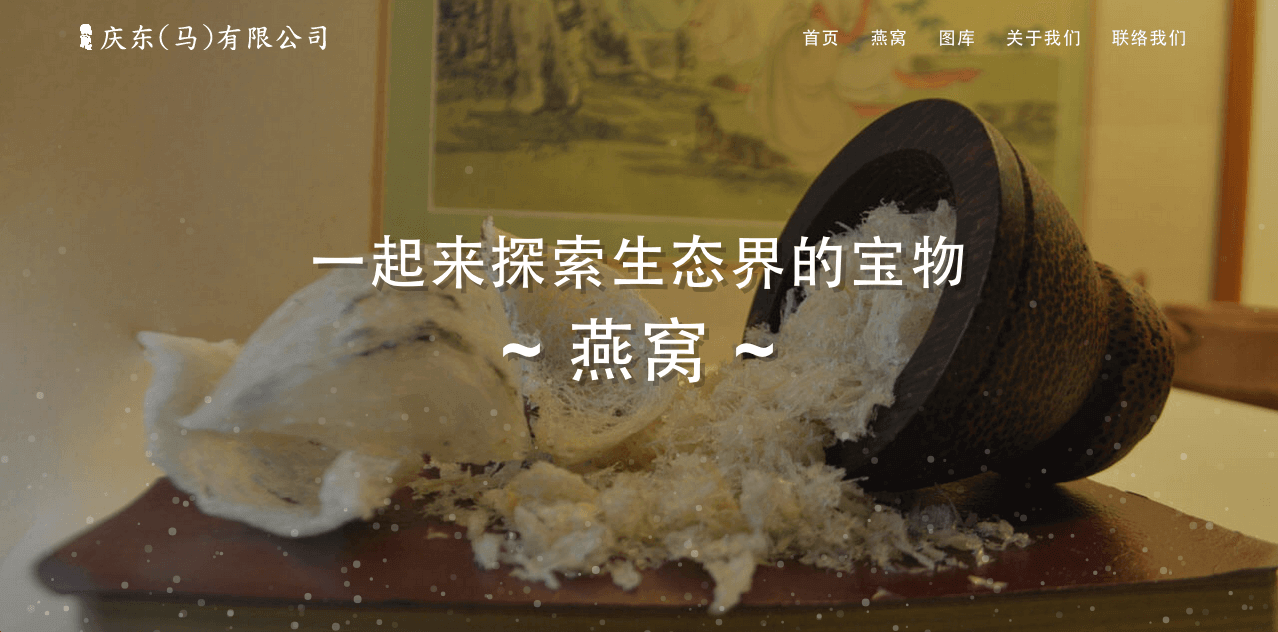 庆东(马)有限公司
首页 燕窝 图库 关于我们 联络我们
一起来探索生态界的宝物
~ 燕窝 ~